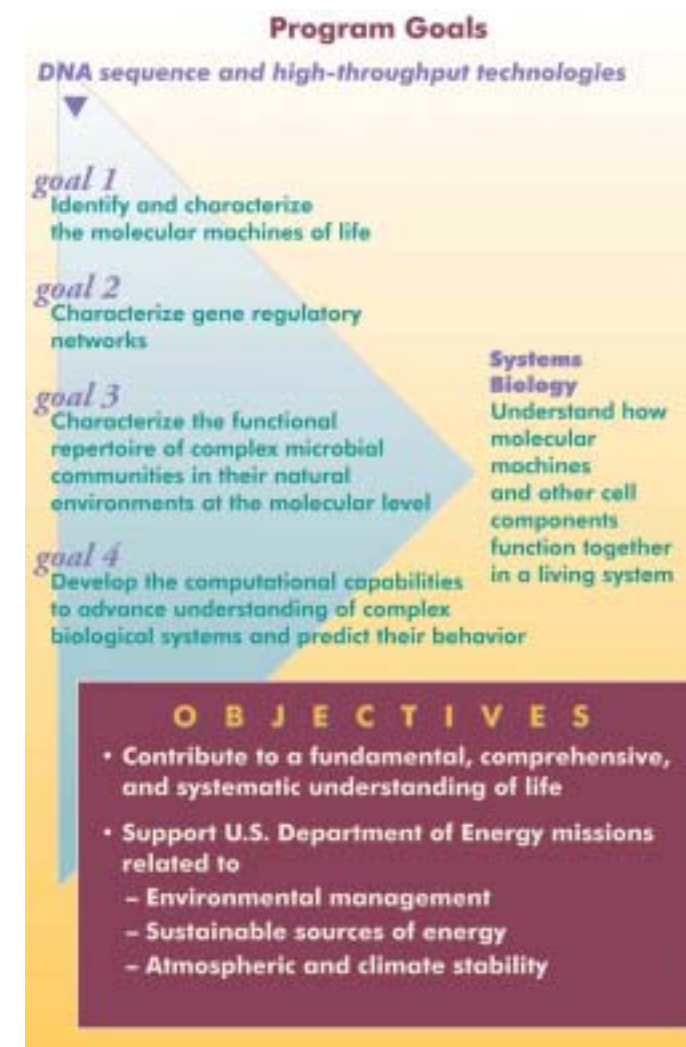 Program Goals
DNA sequence and high-throughput technologies
goal 1
Identify and characterize
the molecular machines of life
goal 2
Characterize gene regulatory
networks
goal 3
Characterize the functional
repertoire of complex microbial
communities in their natural
environments at the molecular level
goal 4
Develop the computational capabilities
to advance understanding of complex
biological systems and predict their behavior
Systems
Biology
Understand how
molecular
machines
and other cell
components
function together
in a living system
OBJECTIVES
• Contribute to a fundamental, comprehensive,
and systematic understanding of life
• Support U.S. Department of Energy missions
related to
– Environmental management
– Sustainable sources of energy
– Atmospheric and climate stability